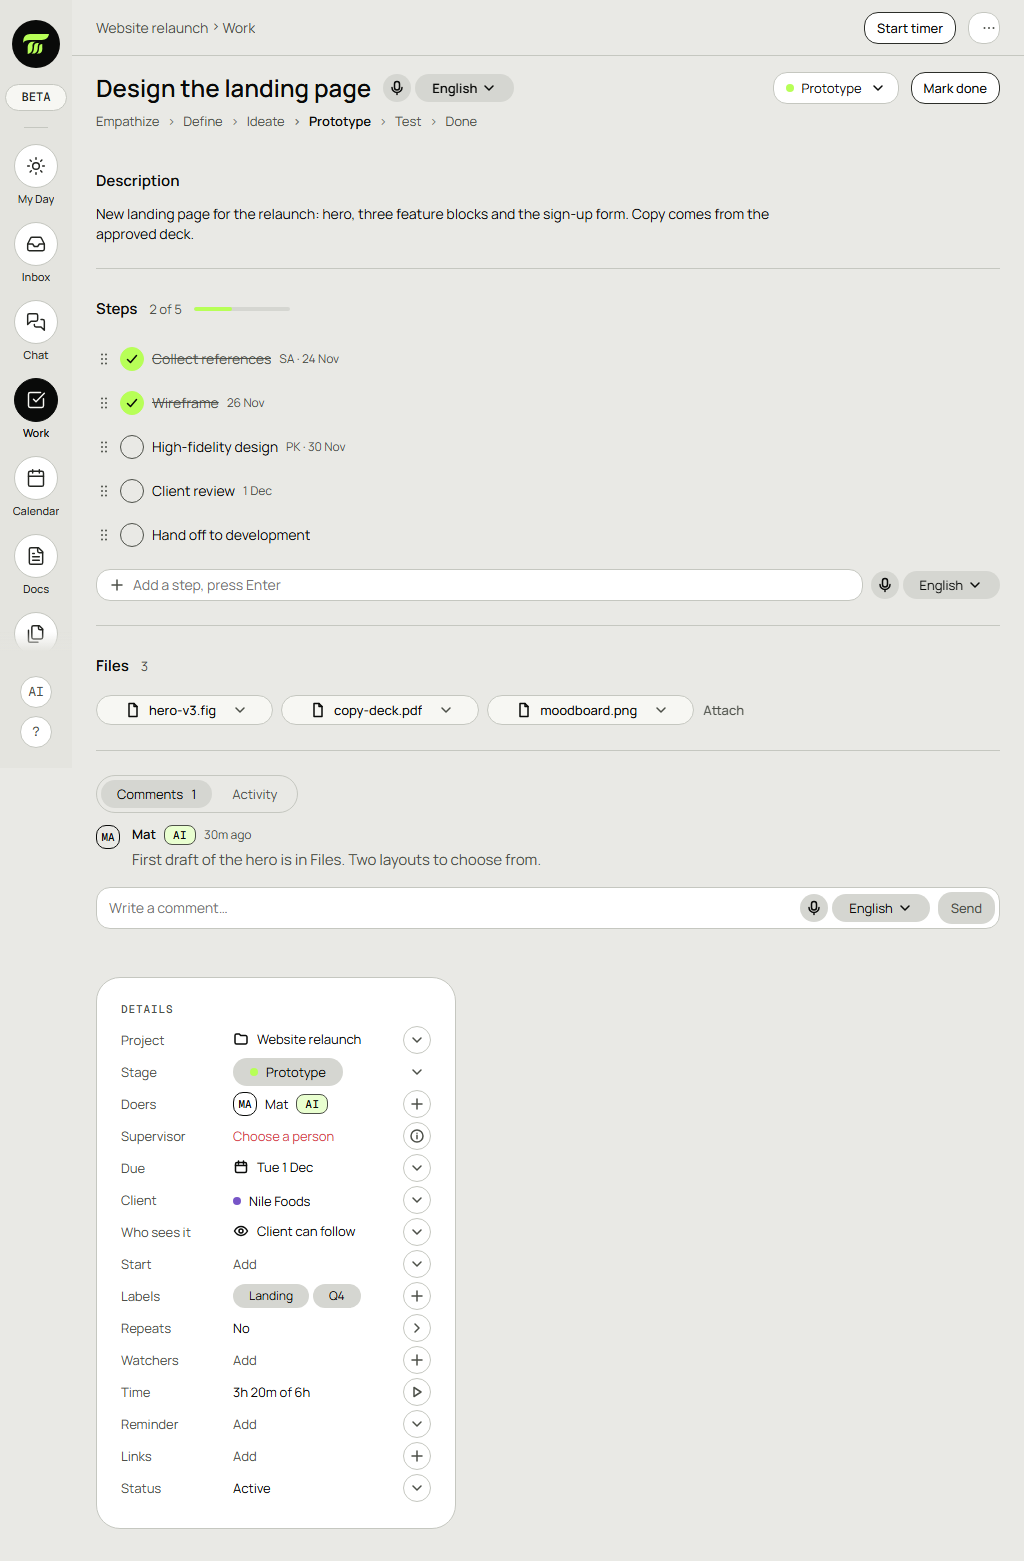 Website relaunch > Work
Start timer
...
BETA
My Day
Inbox
Chat
Work
Calendar
Docs
AI
?
Design the landing page
English
Prototype
Mark done
Empathize > Define > Ideate > Prototype > Test > Done
Description
New landing page for the relaunch: hero, three feature blocks and the sign-up form. Copy comes from the
approved deck.
Steps 2 of 5
Collect references SA · 24 Nov
Wireframe 26 Nov
High-fidelity design PK · 30 Nov
Client review 1 Dec
Hand off to development
Add a step, press Enter
English
Files 3
hero-v3.fig
copy-deck.pdf
moodboard.png
Attach
Comments 1
Activity
MA Mat AI 30m ago
First draft of the hero is in Files. Two layouts to choose from.
Write a comment...
English
Send
DETAILS
Project Website relaunch
Stage Prototype
Doers MA Mat AI
Supervisor Choose a person
Due Tue 1 Dec
Client Nile Foods
Who sees it Client can follow
Start Add
Labels Landing Q4
Repeats No
Watchers Add
Time 3h 20m of 6h
Reminder Add
Links Add
Status Active